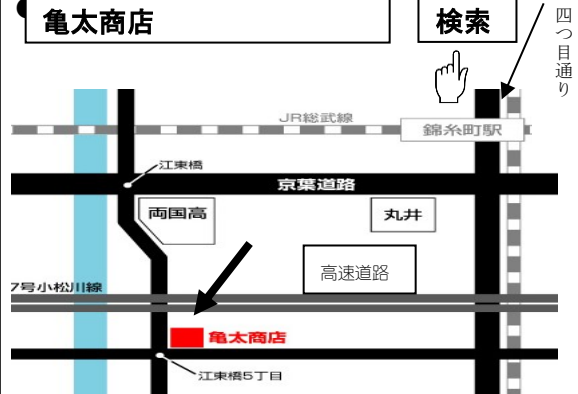 亀太商店
検索
四つ目通り
JR総武線
錦糸町駅
江東橋
京葉道路
両国高
丸井
高速道路
7号小松川線
亀太商店
江東橋5丁目